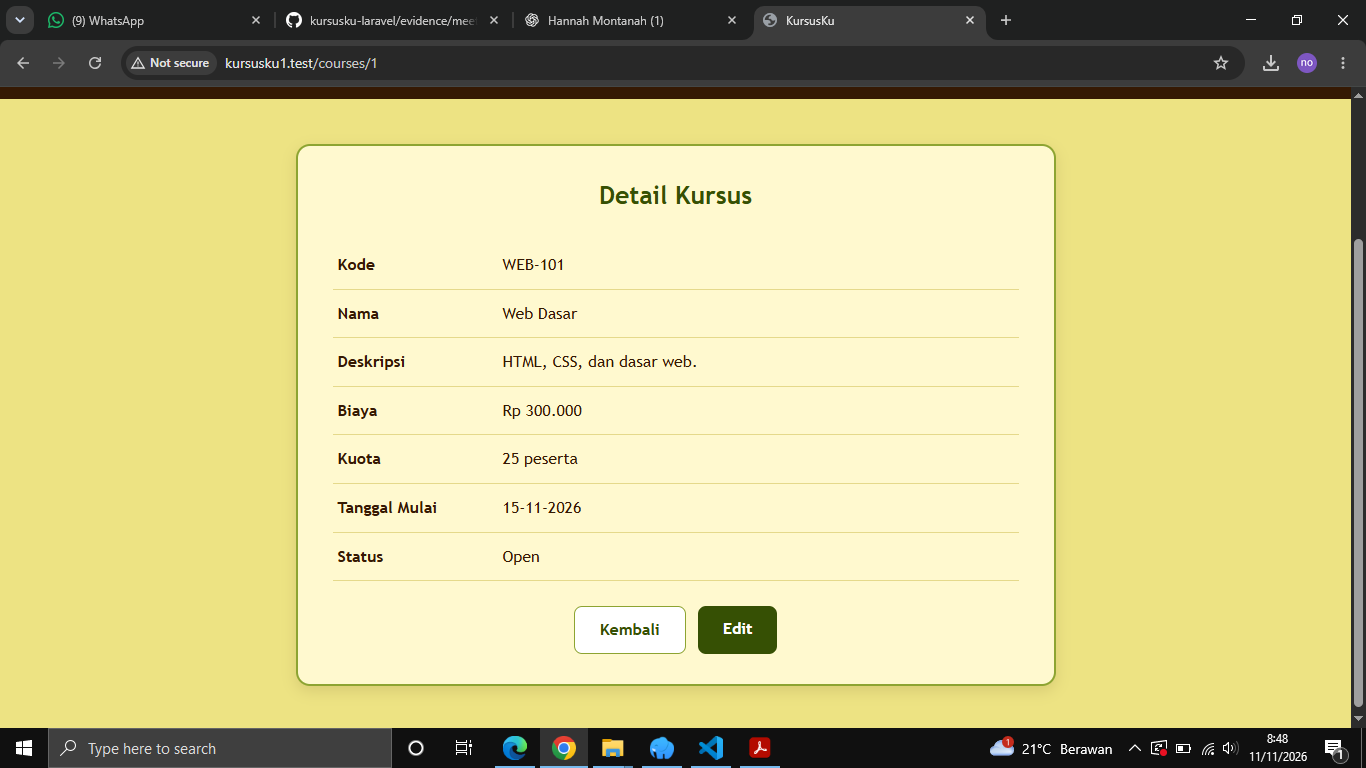 (9) WhatsApp
kursusku-laravel/evidence/mee
Hannah Montanah (1)
KursusKu
Not secure
kursusku1.test/courses/1
no
Detail Kursus
Kode WEB-101
Nama Web Dasar
Deskripsi HTML, CSS, dan dasar web.
Biaya Rp 300.000
Kuota 25 peserta
Tanggal Mulai 15-11-2026
Status Open
Kembali Edit
Type here to search
1
21°C Berawan
8:48
11/11/2026
1